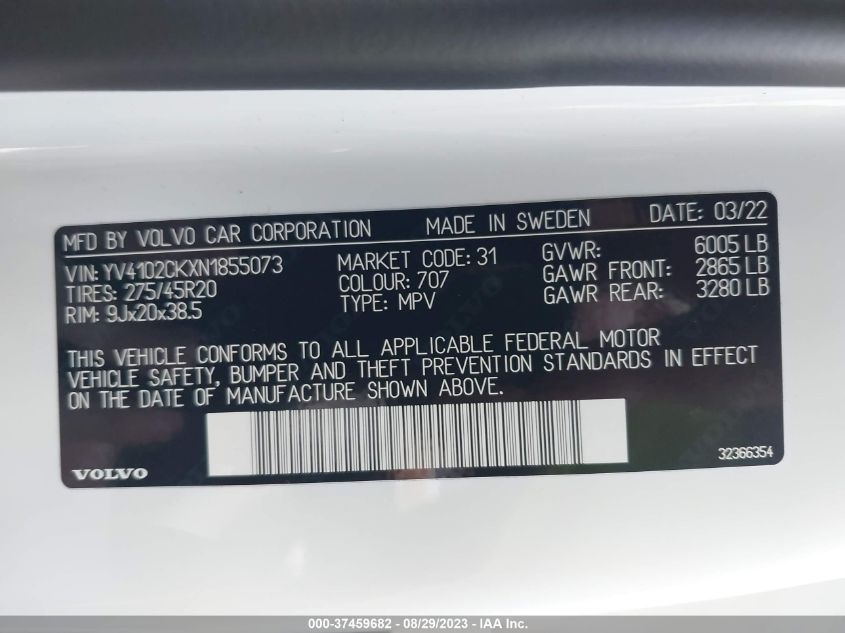 MFD BY VOLVO CAR CORPORATION MADE IN SWEDEN DATE: 03/22
VIN: YV4102CKXN1855073 MARKET CODE: 31 GVWR: 6005 LB
TIRES: 275/45R20 COLOUR: 707 GAWR FRONT: 2865 LB
RIM: 9Jx20x38.5 TYPE: MPV GAWR REAR: 3280 LB
THIS VEHICLE CONFORMS TO ALL APPLICABLE FEDERAL MOTOR
VEHICLE SAFETY, BUMPER AND THEFT PREVENTION STANDARDS IN EFFECT
ON THE DATE OF MANUFACTURE SHOWN ABOVE.
VOLVO 32366354
000-37459682 - 08/29/2023 - IAA Inc.